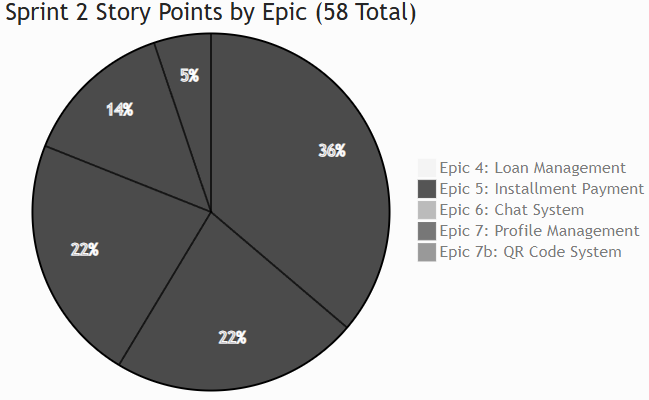 Sprint 2 Story Points by Epic (58 Total)
5%
14%
36%
22%
22%
Epic 4: Loan Management
Epic 5: Installment Payment
Epic 6: Chat System
Epic 7: Profile Management
Epic 7b: QR Code System